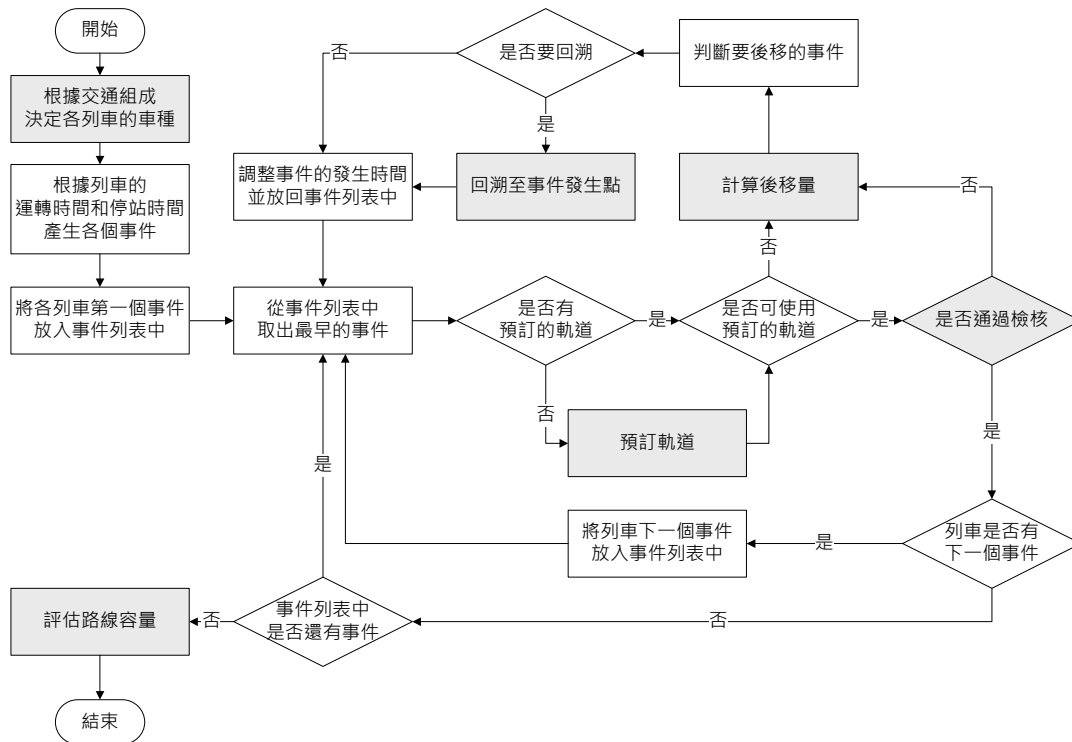 開始
根據交通組成
決定各列車的車種
根據列車的
運轉時間和停站時間
產生各個事件
將各列車第一個事件
放入事件列表中
從事件列表中
取出最早的事件
是否有
預訂的軌道
是
否
預訂軌道
是否可使用
預訂的軌道
是
否
是否通過檢核
否
是
計算後移量
判斷要後移的事件
是否要回溯
否
是
回溯至事件發生點
調整事件的發生時間
並放回事件列表中
列車是否有
下一個事件
是
將列車下一個事件
放入事件列表中
否
事件列表中
是否還有事件
是
否
評估路線容量
結束